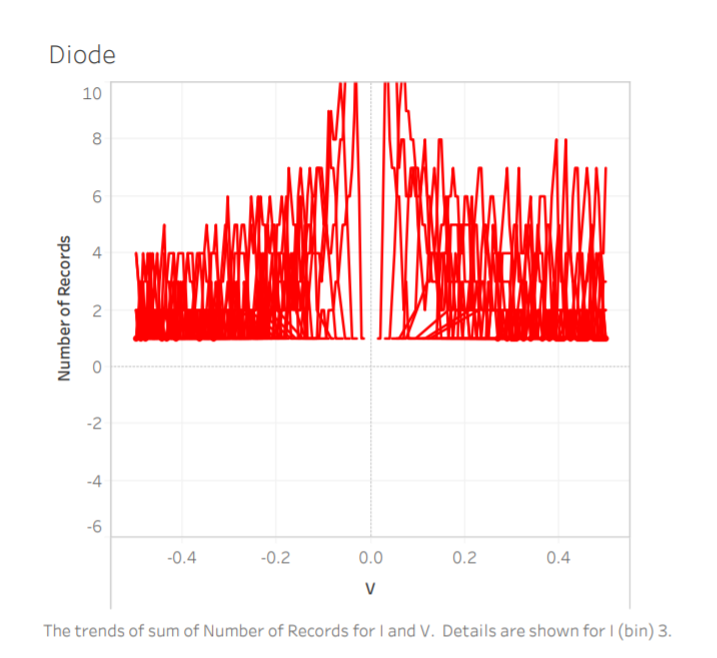 Diode
10
8
6
4
2
0
-2
-4
-6
Number of Records
-0.4 -0.2 0.0 0.2 0.4
V
The trends of sum of Number of Records for I and V. Details are shown for I (bin) 3.